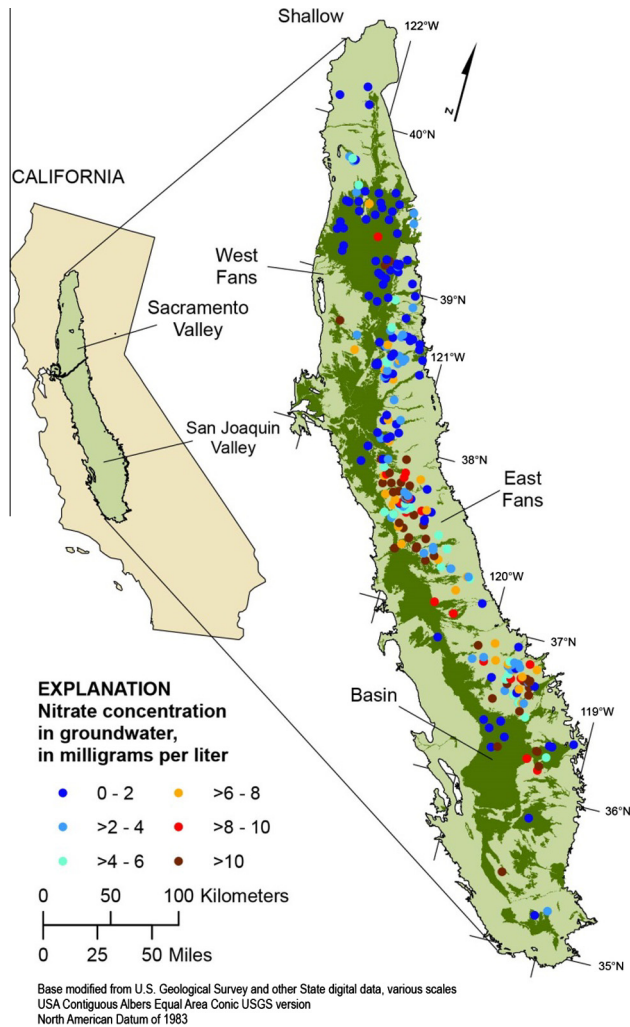 Shallow
122°W
N
40°N
CALIFORNIA
West
Fans
39°N
Sacramento
Valley
121°W
San Joaquin
Valley
38°N
East
Fans
120°W
37°N
EXPLANATION
Nitrate concentration
in groundwater,
in milligrams per liter
Basin
119°W
0 - 2
>6 - 8
>2 - 4
>8 - 10
>4 - 6
>10
36°N
0 50 100 Kilometers
0 25 50 Miles
35°N
Base modified from U.S. Geological Survey and other State digital data, various scales
USA Contiguous Albers Equal Area Conic USGS version
North American Datum of 1983